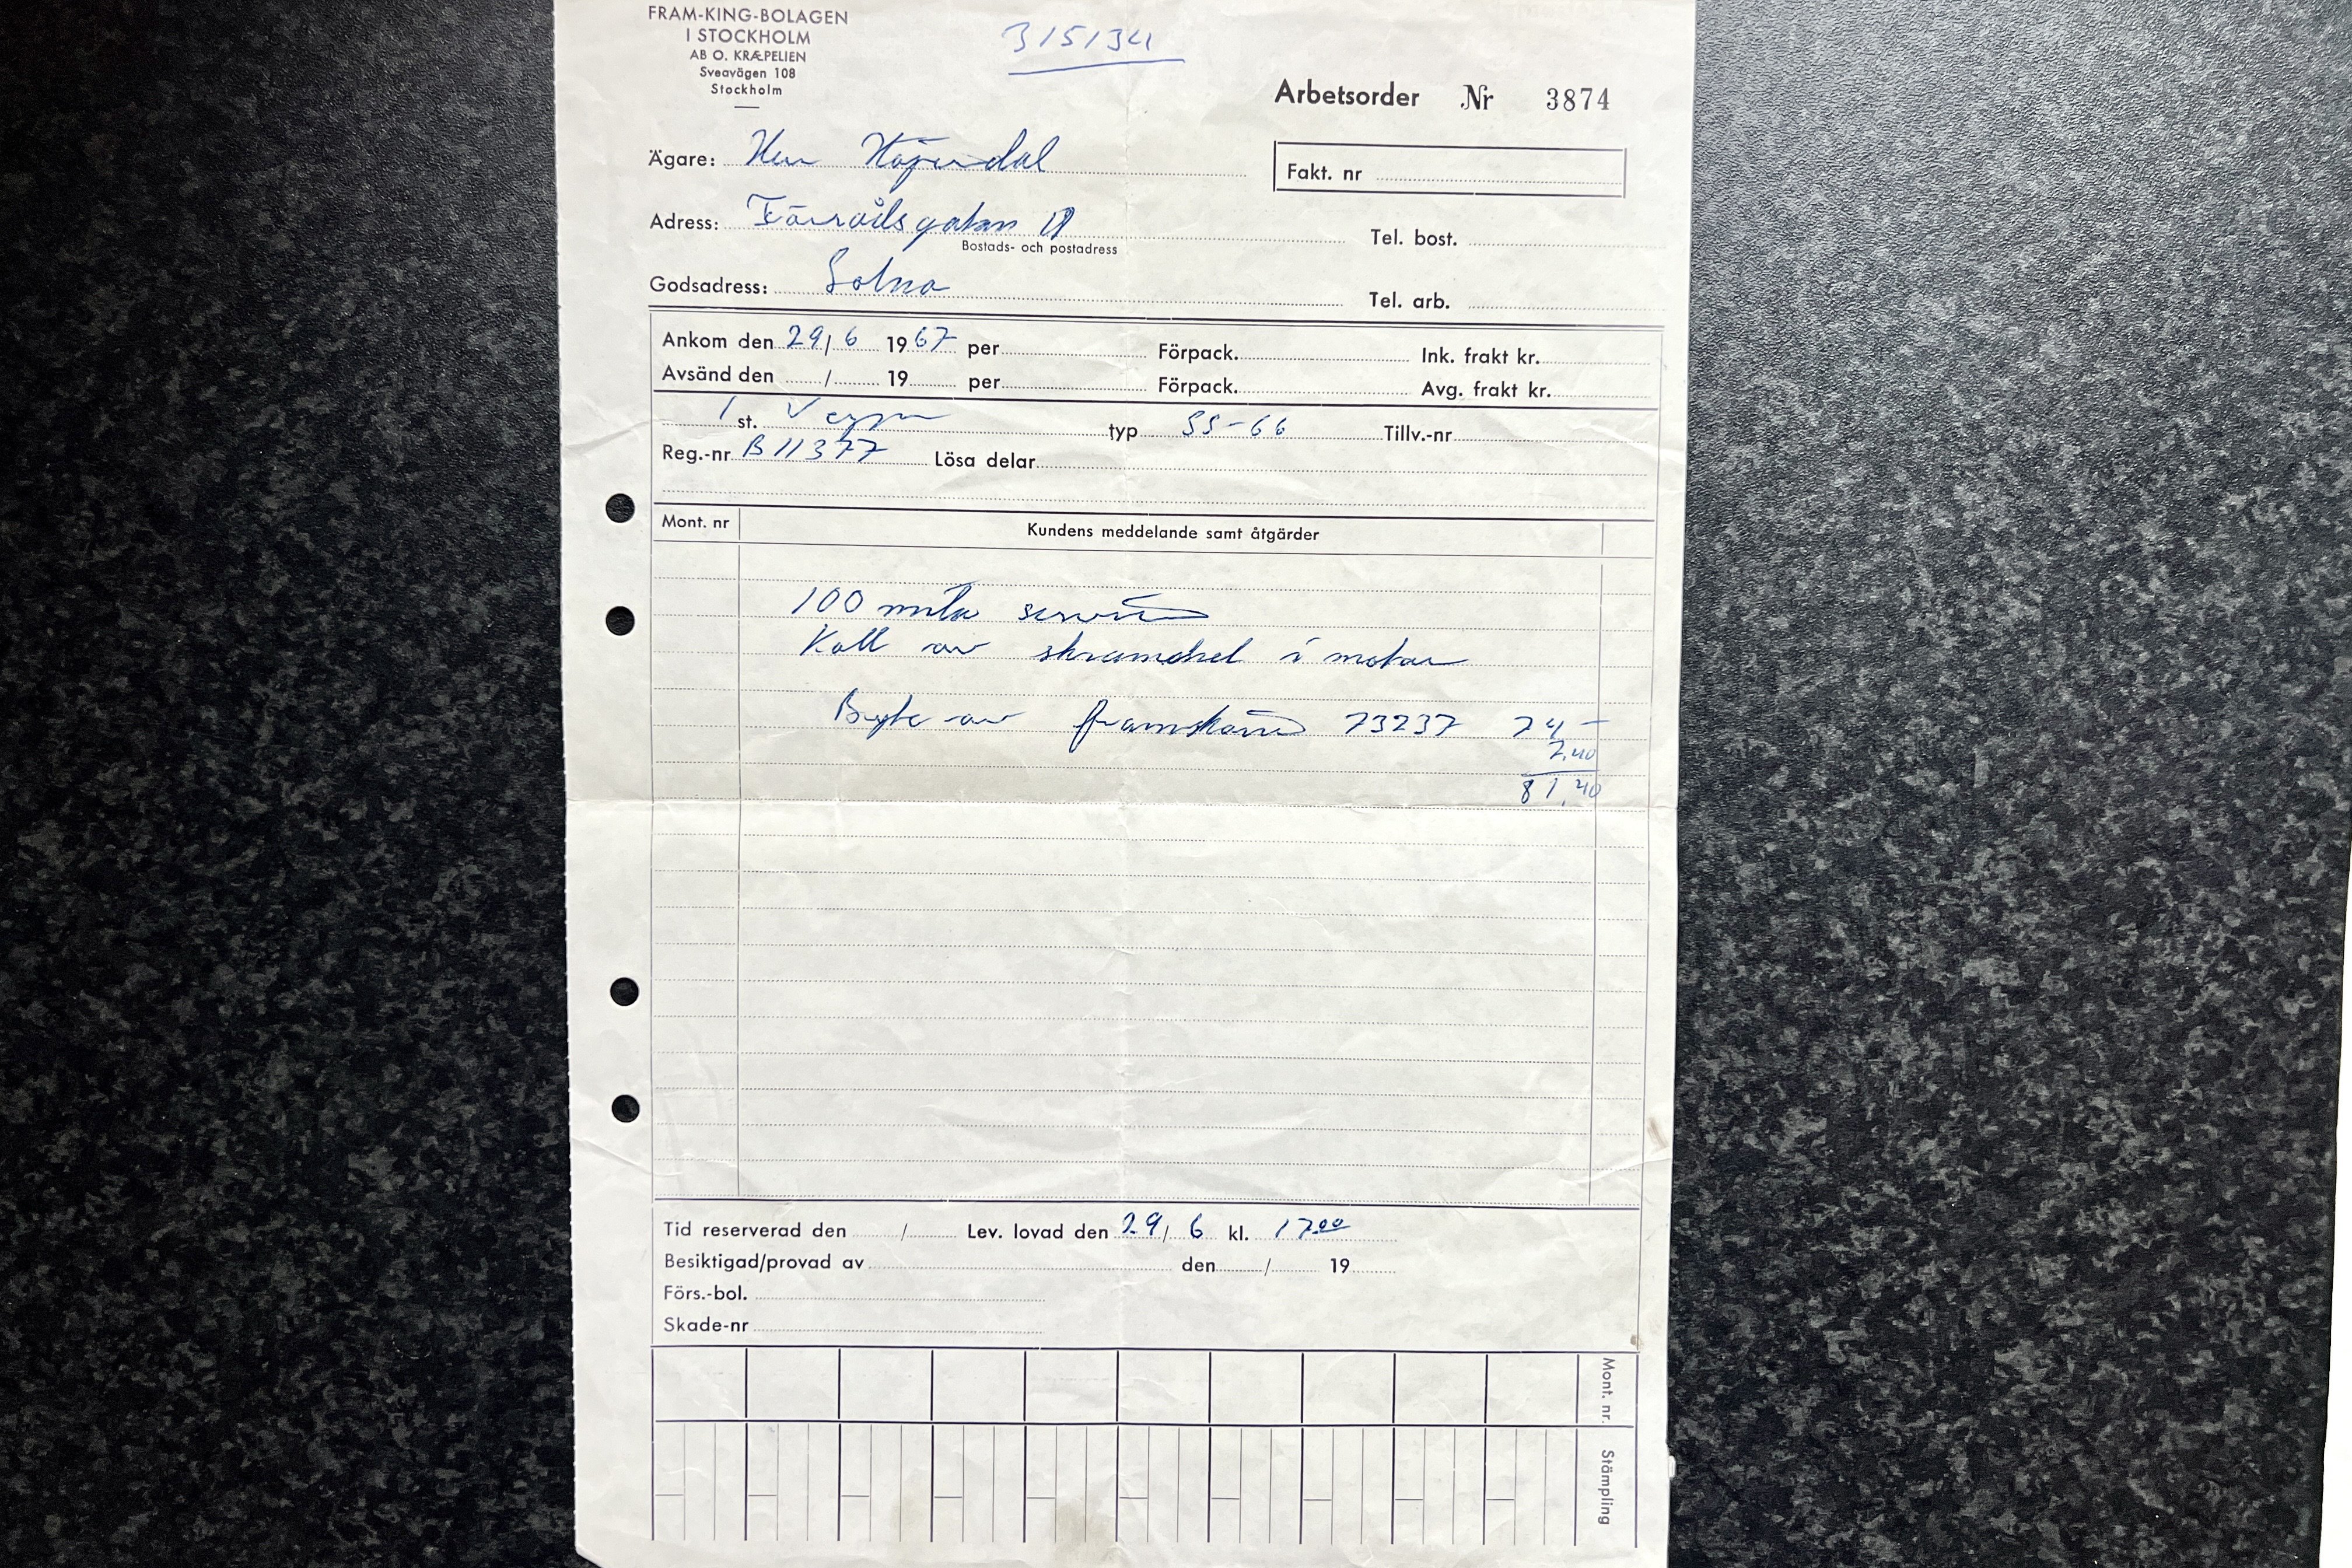 FRAM-KING-BOLAGEN
I STOCKHOLM
AB O. KRÆPELIEN
Sveavägen 108
Stockholm
315134
Arbetsorder Nr 3874
Ägare: Herr
Fakt. nr
Adress:
Bostads- och postadress
Tel. bost.
Godsadress: Solna
Tel. arb.
Ankom den 29/6 1967 per Förpack. Ink. frakt kr.
Avsänd den / 19 per Förpack. Avg. frakt kr.
1 st. Vespa typ SS-66 Tillv.-nr
Reg.-nr B11377 Lösa delar
Mont. nr Kundens meddelande samt åtgärder
100 mila service
Koll av skrammel i motor
Byte av framskärm 73237 74,-
7,40
81,40
Tid reserverad den / Lev. lovad den 29/6 kl. 17.00
Besiktigad/provad av den / 19
Förs.-bol.
Skade-nr
Mont. nr.
Stämpling